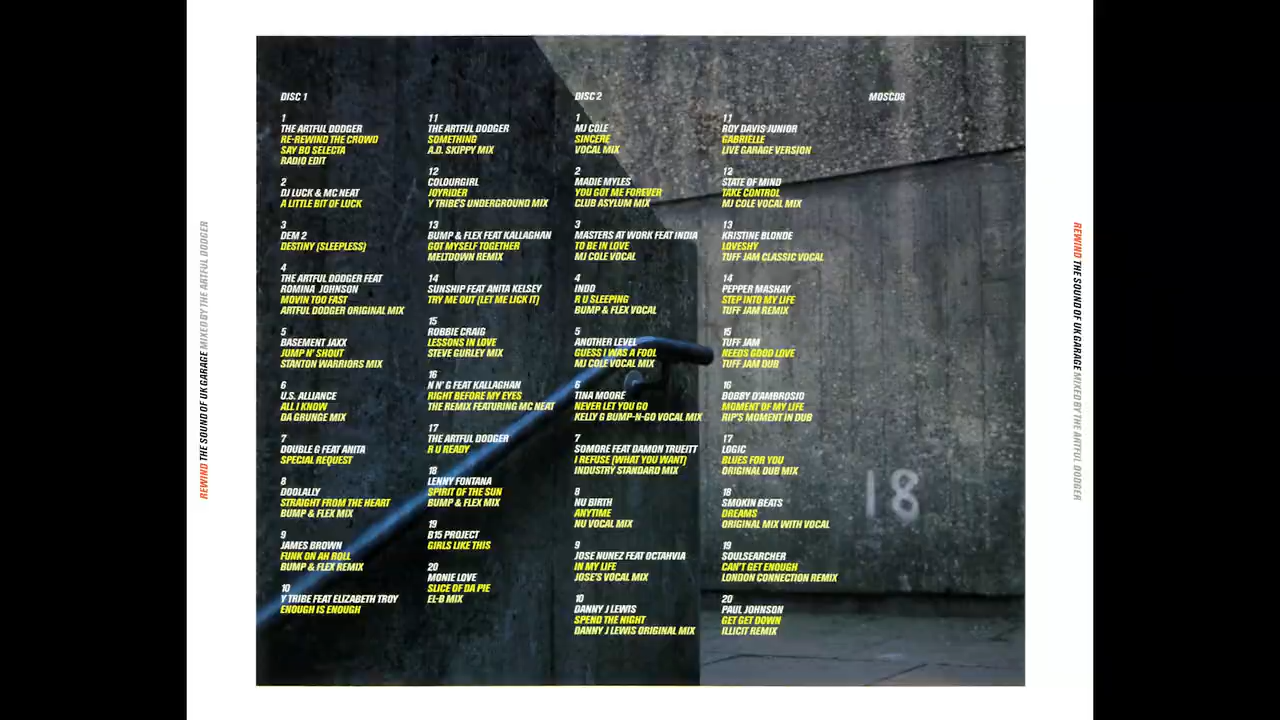 REWIND THE SOUND OF UK GARAGE MIXED BY THE ARTFUL DODGER
DISC 1
1
THE ARTFUL DODGER
RE-REWIND THE CROWD
SAY BO SELECTA
RADIO EDIT
2
DJ LUCK & MC NEAT
A LITTLE BIT OF LUCK
3
DEM 2
DESTINY (SLEEPLESS)
4
THE ARTFUL DODGER FEAT
ROMINA JOHNSON
MOVIN TOO FAST
ARTFUL DODGER ORIGINAL MIX
5
BASEMENT JAXX
JUMP N' SHOUT
STANTON WARRIORS MIX
6
U.S. ALLIANCE
ALL I KNOW
DA GRUNGE MIX
7
DOUBLE G FEAT ANITA
SPECIAL REQUEST
8
DOOLALLY
STRAIGHT FROM THE HEART
BUMP & FLEX MIX
9
JAMES BROWN
FUNK ON AH ROLL
BUMP & FLEX REMIX
10
Y TRIBE FEAT ELIZABETH TROY
ENOUGH IS ENOUGH
11
THE ARTFUL DODGER
SOMETHING
A.D. SKIPPY MIX
12
COLOURGIRL
JOYRIDER
Y TRIBE'S UNDERGROUND MIX
13
BUMP & FLEX FEAT KALLAGHAN
GOT MYSELF TOGETHER
MELTDOWN REMIX
14
SUNSHIP FEAT ANITA KELSEY
TRY ME OUT (LET ME LICK IT)
15
ROBBIE CRAIG
LESSONS IN LOVE
STEVE GURLEY MIX
16
N N' G FEAT KALLAGHAN
RIGHT BEFORE MY EYES
THE REMIX FEATURING MC NEAT
17
THE ARTFUL DODGER
R U READY
18
LENNY FONTANA
SPIRIT OF THE SUN
BUMP & FLEX MIX
19
B15 PROJECT
GIRLS LIKE THIS
20
MONIE LOVE
SLICE OF DA PIE
EL-B MIX
DISC 2
1
MJ COLE
SINCERE
VOCAL MIX
2
MADIE MYLES
YOU GOT ME FOREVER
CLUB ASYLUM MIX
3
MASTERS AT WORK FEAT INDIA
TO BE IN LOVE
MJ COLE VOCAL
4
INDO
R U SLEEPING
BUMP & FLEX VOCAL
5
ANOTHER LEVEL
GUESS I WAS A FOOL
MJ COLE VOCAL MIX
6
TINA MOORE
NEVER LET YOU GO
KELLY G BUMP-N-GO VOCAL MIX
7
SOMORE FEAT DAMON TRUEITT
I REFUSE (WHAT YOU WANT)
INDUSTRY STANDARD MIX
8
NU BIRTH
ANYTIME
NU VOCAL MIX
9
JOSE NUNEZ FEAT OCTAHVIA
IN MY LIFE
JOSE'S VOCAL MIX
10
DANNY J LEWIS
SPEND THE NIGHT
DANNY J LEWIS ORIGINAL MIX
11
ROY DAVIS JUNIOR
GABRIELLE
LIVE GARAGE VERSION
12
STATE OF MIND
TAKE CONTROL
MJ COLE VOCAL MIX
13
KRISTINE BLONDE
LOVESHY
TUFF JAM CLASSIC VOCAL
14
PEPPER MASHAY
STEP INTO MY LIFE
TUFF JAM REMIX
15
TUFF JAM
NEEDS GOOD LOVE
TUFF JAM DUB
16
BOBBY D'AMBROSIO
MOMENT OF MY LIFE
RIP'S MOMENT IN DUB
17
LOGIC
BLUES FOR YOU
ORIGINAL DUB MIX
18
SMOKIN BEATS
DREAMS
ORIGINAL MIX WITH VOCAL
19
SOULSEARCHER
CAN'T GET ENOUGH
LONDON CONNECTION REMIX
20
PAUL JOHNSON
GET GET DOWN
ILLICIT REMIX
MOSCD8
18
REWIND THE SOUND OF UK GARAGE MIXED BY THE ARTFUL DODGER